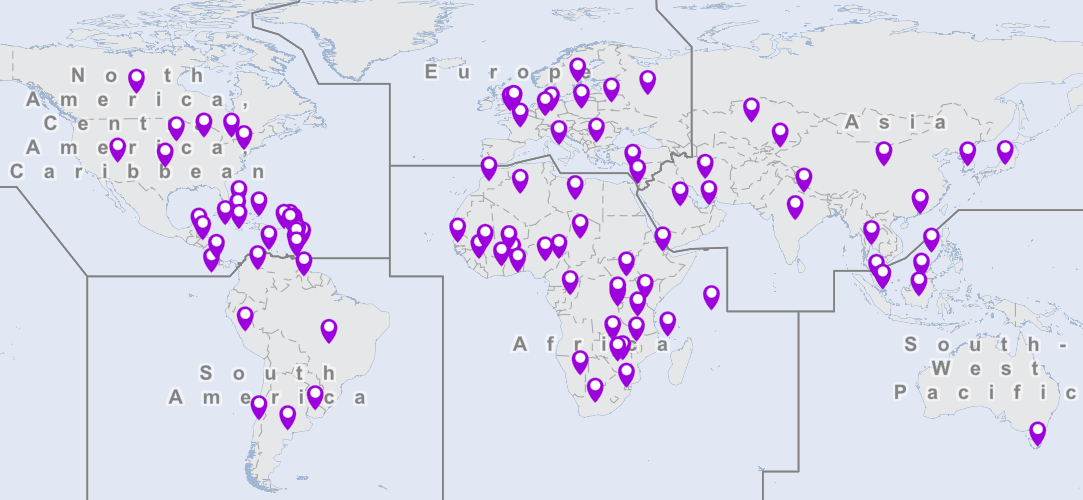 North
America,
Central
America
Caribbean
Europe
Asia
Africa
South
America
South-
West
Pacific